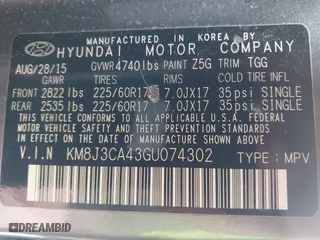 MANUFACTURED IN KOREA BY
HYUNDAI MOTOR COMPANY
AUG/28/15 GVWR 4740lbs PAINT Z5G TRIM TGG
GAWR TIRES RIMS COLD TIRE INFL
FRONT 2822 lbs 225/60R17 7.0JX17 35psi SINGLE
REAR 2535 lbs 225/60R17 7.0JX17 35psi SINGLE
THIS VEHICLE CONFORMS TO ALL APPLICABLE
FEDERAL MOTOR VEHICLE SAFETY, BUMPER, AND
THEFT PREVENTION STANDARDS IN EFFECT ON
THE DATE OF MANUFACTURE SHOWN ABOVE.
V.I.N KM8J3CA43GU074302 TYPE: MPV
DREAMBID
dreambid.com